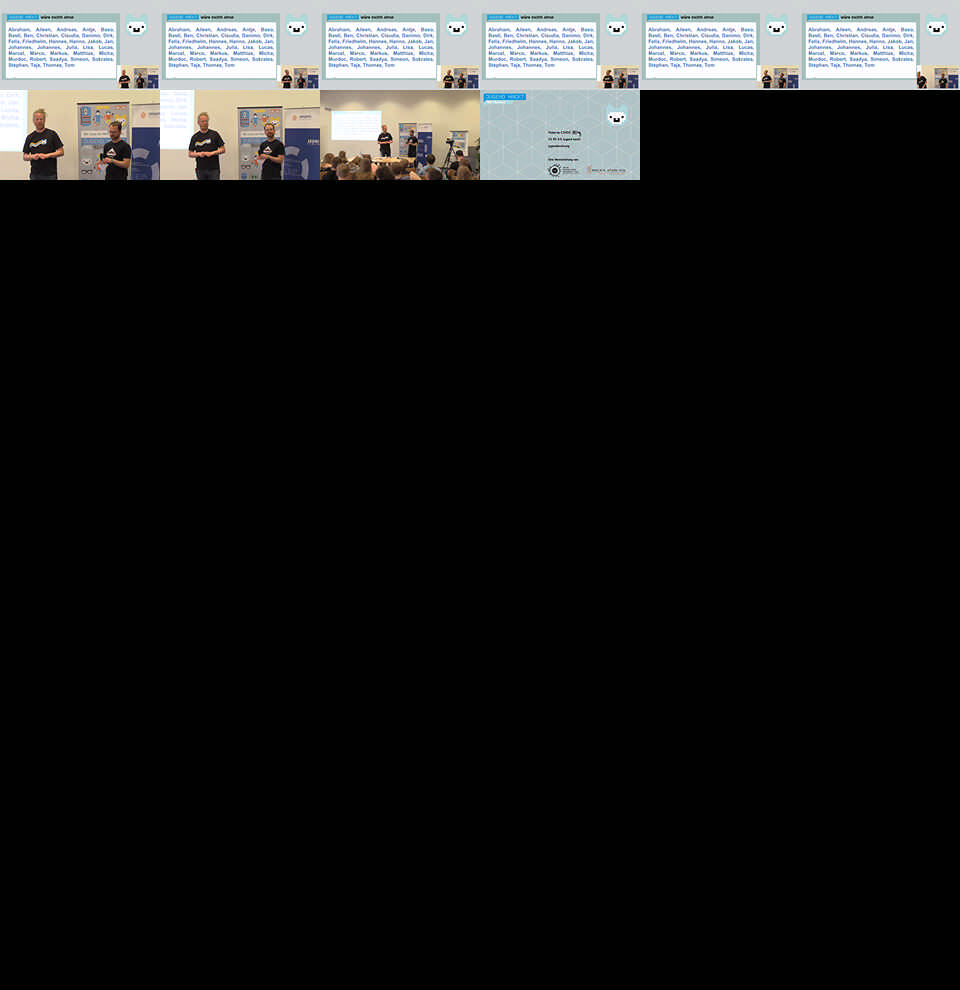 JUGEND HACKT wäre nicht ohne
Abraham, Aileen, Andreas, Antje, Baso,
Basti, Ben, Christian, Claudia, Danimo, Dirk,
Felix, Friedhelm, Hannes, Hanno, Jakob, Jan,
Johannes, Johannes, Julia, Lisa, Lucas,
Marcel, Marco, Markus, Matthias, Micha,
Murdoc, Robert, Saadya, Simeon, Sokrates,
Stephan, Taja, Thomas, Tom
JUGEND HACKT wäre nicht ohne
Abraham, Aileen, Andreas, Antje, Baso,
Basti, Ben, Christian, Claudia, Danimo, Dirk,
Felix, Friedhelm, Hannes, Hanno, Jakob, Jan,
Johannes, Johannes, Julia, Lisa, Lucas,
Marcel, Marco, Markus, Matthias, Micha,
Murdoc, Robert, Saadya, Simeon, Sokrates,
Stephan, Taja, Thomas, Tom
JUGEND HACKT wäre nicht ohne
Abraham, Aileen, Andreas, Antje, Baso,
Basti, Ben, Christian, Claudia, Danimo, Dirk,
Felix, Friedhelm, Hannes, Hanno, Jakob, Jan,
Johannes, Johannes, Julia, Lisa, Lucas,
Marcel, Marco, Markus, Matthias, Micha,
Murdoc, Robert, Saadya, Simeon, Sokrates,
Stephan, Taja, Thomas, Tom
JUGEND HACKT wäre nicht ohne
Abraham, Aileen, Andreas, Antje, Baso,
Basti, Ben, Christian, Claudia, Danimo, Dirk,
Felix, Friedhelm, Hannes, Hanno, Jakob, Jan,
Johannes, Johannes, Julia, Lisa, Lucas,
Marcel, Marco, Markus, Matthias, Micha,
Murdoc, Robert, Saadya, Simeon, Sokrates,
Stephan, Taja, Thomas, Tom
JUGEND HACKT wäre nicht ohne
Abraham, Aileen, Andreas, Antje, Baso,
Basti, Ben, Christian, Claudia, Danimo, Dirk,
Felix, Friedhelm, Hannes, Hanno, Jakob, Jan,
Johannes, Johannes, Julia, Lisa, Lucas,
Marcel, Marco, Markus, Matthias, Micha,
Murdoc, Robert, Saadya, Simeon, Sokrates,
Stephan, Taja, Thomas, Tom
JUGEND HACKT wäre nicht ohne
Abraham, Aileen, Andreas, Antje, Baso,
Basti, Ben, Christian, Claudia, Danimo, Dirk,
Felix, Friedhelm, Hannes, Hanno, Jakob, Jan,
Johannes, Johannes, Julia, Lisa, Lucas,
Marcel, Marco, Markus, Matthias, Micha,
Murdoc, Robert, Saadya, Simeon, Sokrates,
Stephan, Taja, Thomas, Tom
JUGEND HACKT
Eine Veranstaltung von